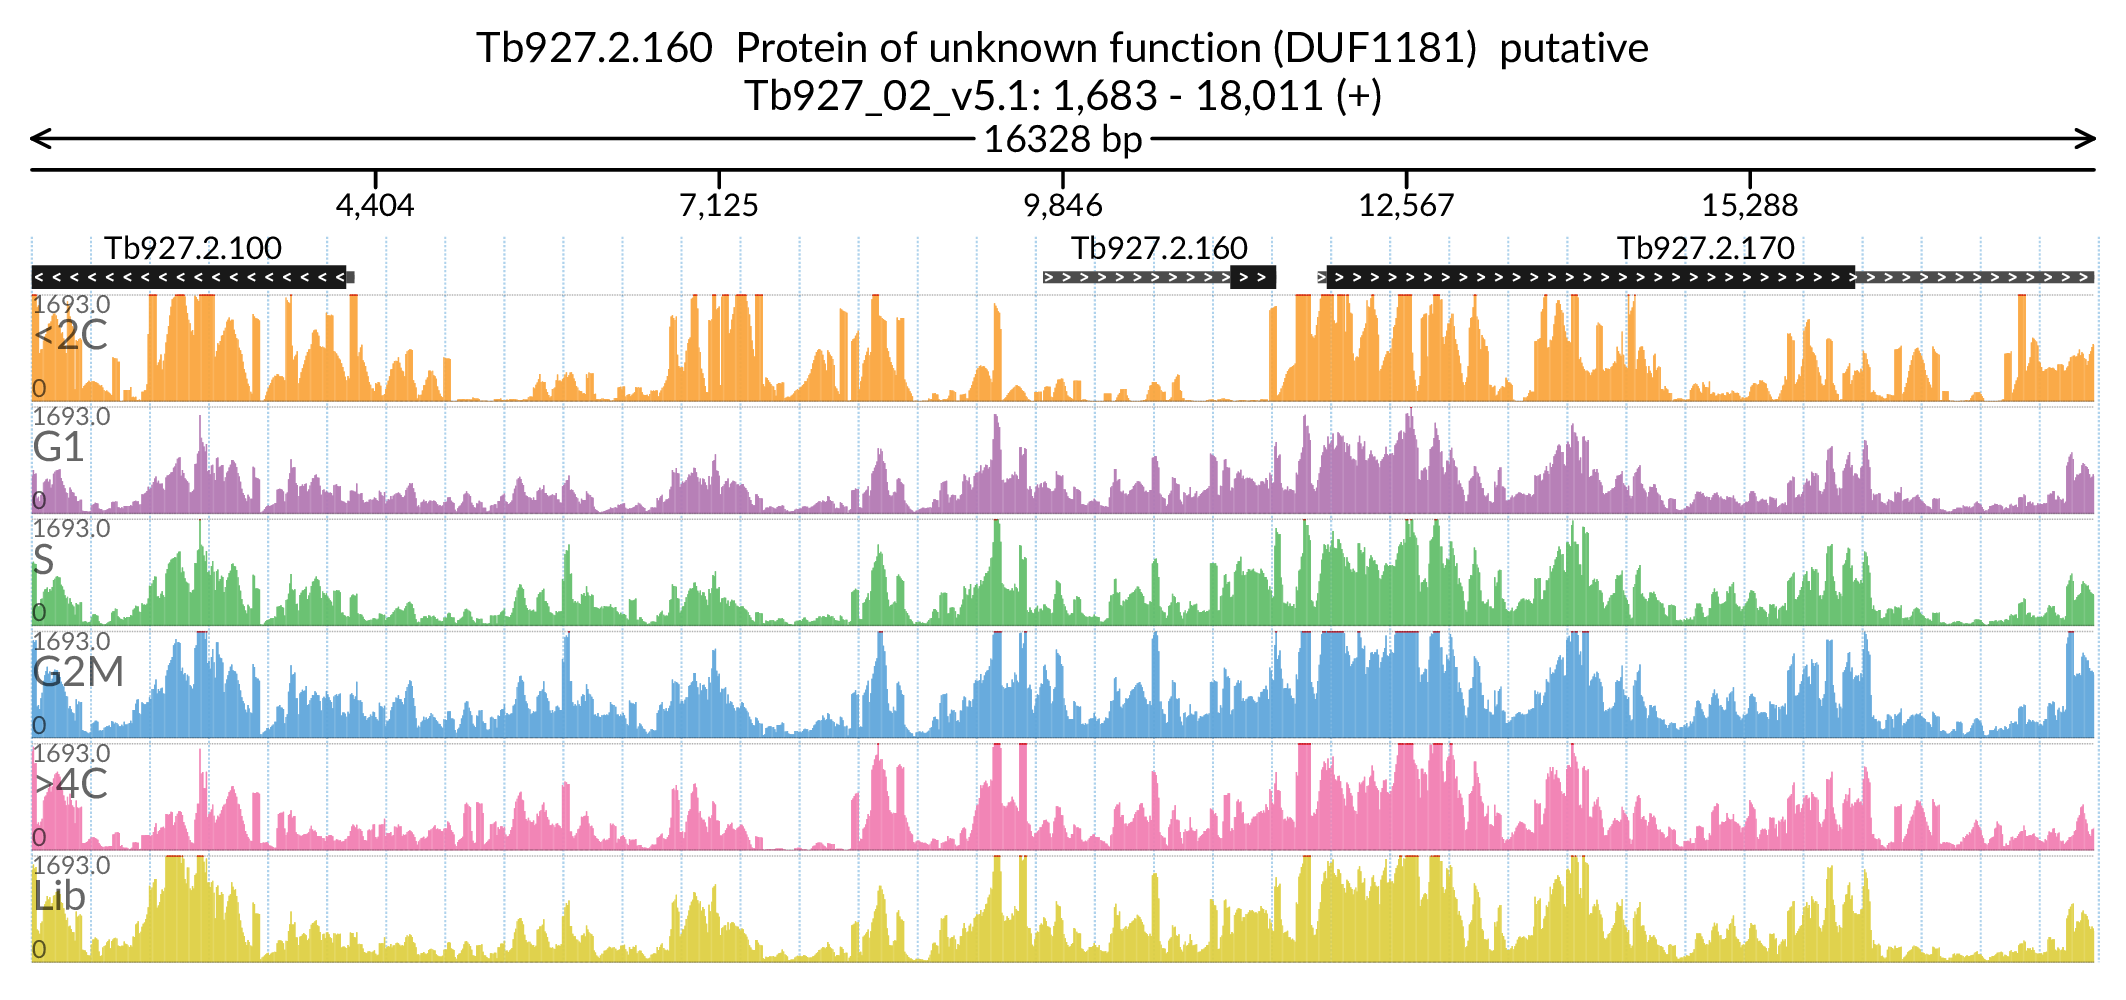 Tb927.2.160  Protein of unknown function (DUF1181)  putative
Tb927_02_v5.1: 1,683 - 18,011 (+)
16328 bp
4,404 7,125 9,846 12,567 15,288
Tb927.2.100 Tb927.2.160 Tb927.2.170
1693.0
<2C
0
1693.0
G1
0
1693.0
S
0
1693.0
G2M
0
1693.0
>4C
0
1693.0
Lib
0